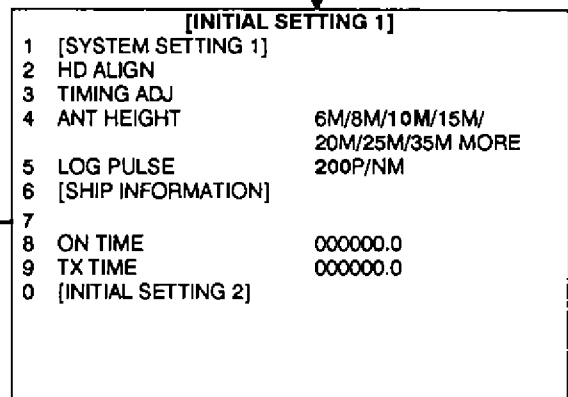 [INITIAL SETTING 1]
1 [SYSTEM SETTING 1]
2 HD ALIGN
3 TIMING ADJ
4 ANT HEIGHT 6M/8M/10M/15M/
20M/25M/35M MORE
5 LOG PULSE 200P/NM
6 [SHIP INFORMATION]
7
8 ON TIME 000000.0
9 TX TIME 000000.0
0 [INITIAL SETTING 2]